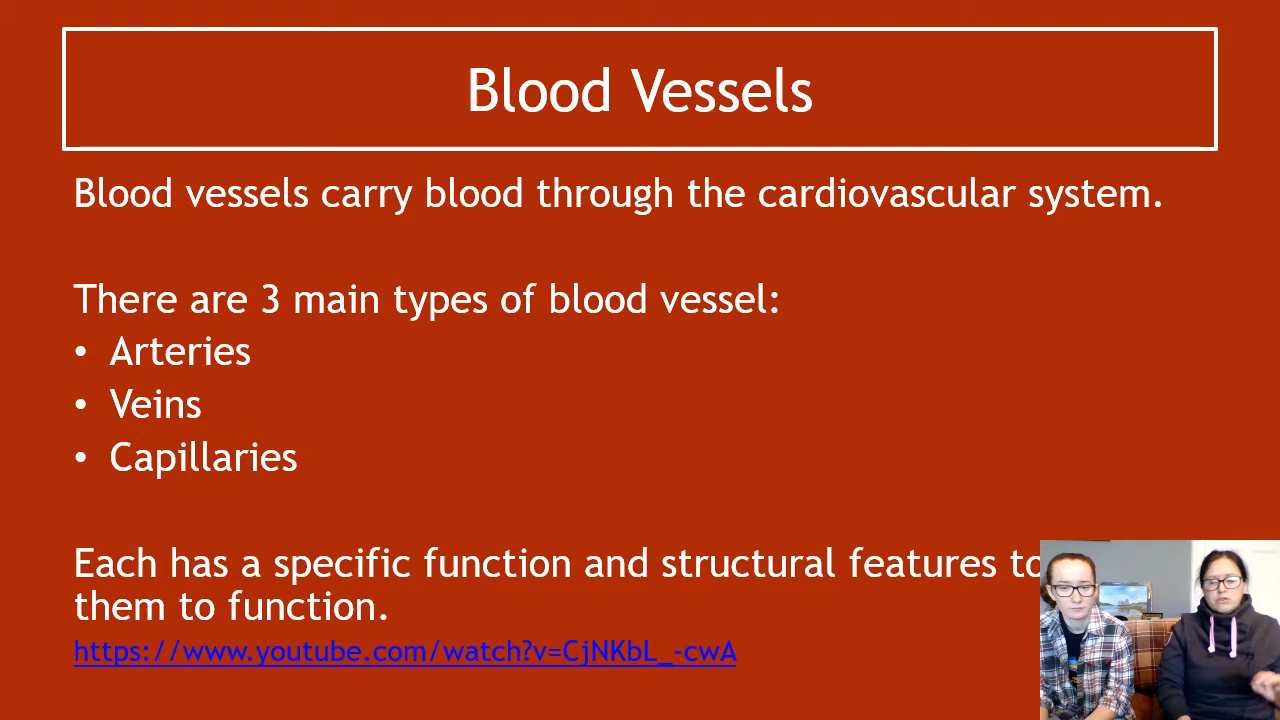 Blood Vessels
Blood vessels carry blood through the cardiovascular system.
There are 3 main types of blood vessel:
• Arteries
• Veins
• Capillaries
Each has a specific function and structural features to
them to function.
https://www.youtube.com/watch?v=CjNKbL_-cwA